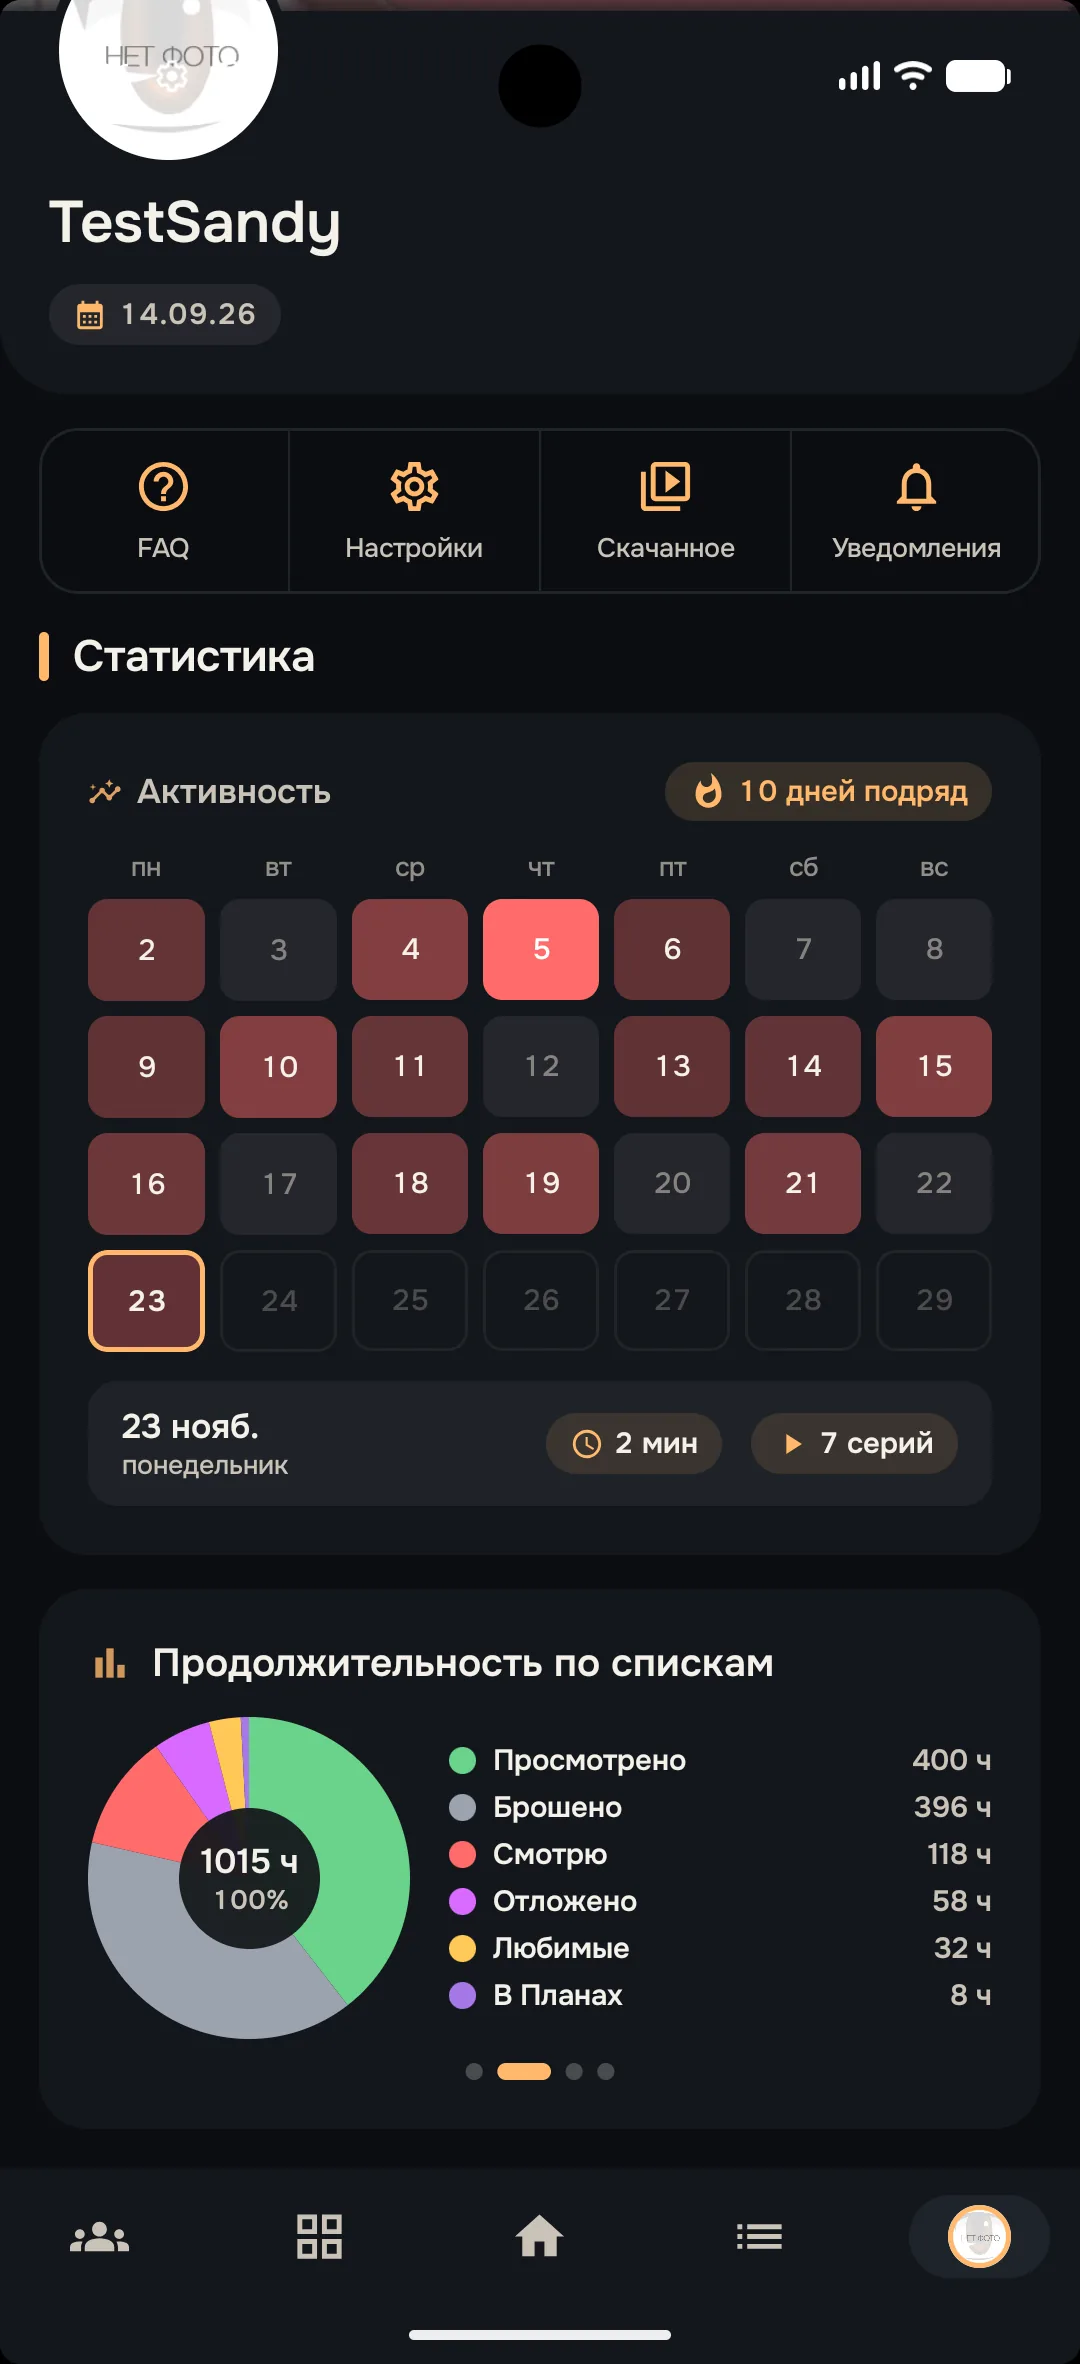 НЕТ ФОТО
TestSandy
14.09.26
FAQ Настройки Скачанное Уведомления
Статистика
Активность 10 дней подряд
пн вт ср чт пт сб вс
2 3 4 5 6 7 8
9 10 11 12 13 14 15
16 17 18 19 20 21 22
23 24 25 26 27 28 29
23 нояб. 2 мин 7 серий
понедельник
Продолжительность по спискам
Просмотрено 400 ч
Брошено 396 ч
Смотрю 118 ч
Отложено 58 ч
Любимые 32 ч
В Планах 8 ч
1015 ч
100%
НЕТ ФОТО